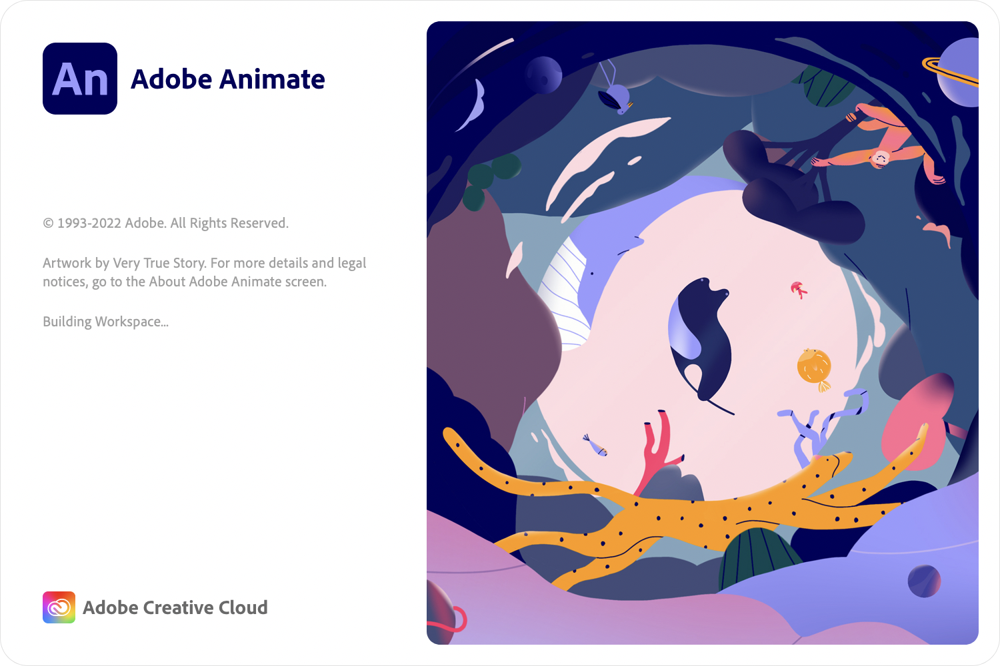 An
Adobe Animate
© 1993-2022 Adobe. All Rights Reserved.
Artwork by Very True Story. For more details and legal
notices, go to the About Adobe Animate screen.
Building Workspace...
Adobe Creative Cloud